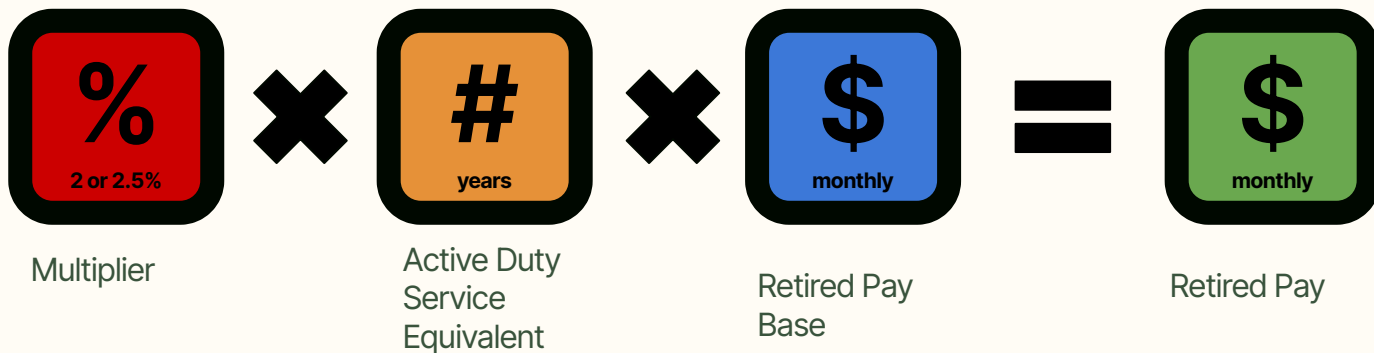 %
2 or 2.5%
✖
#
years
✖
$
monthly
=
$
monthly
Multiplier
Active Duty
Service
Equivalent
Retired Pay
Base
Retired Pay